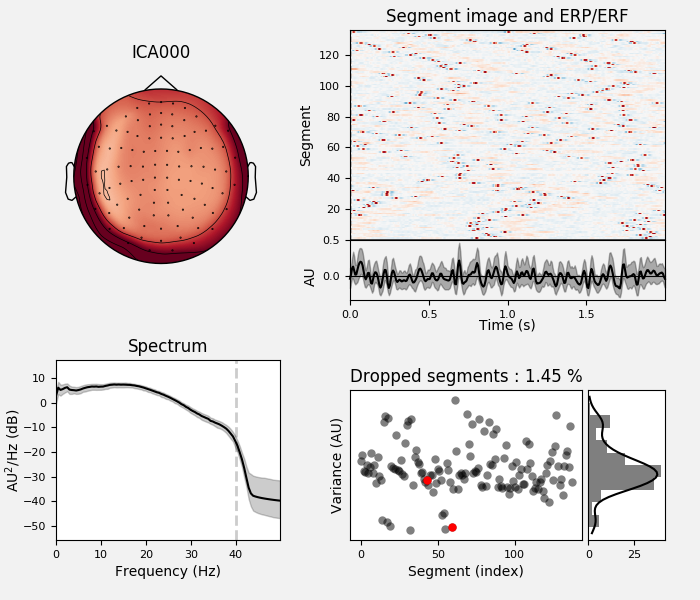 ICA000
Segment image and ERP/ERF
Segment
120
100
80
60
40
20
0.5
0.0
AU
0.0 0.5 1.0 1.5
Time (s)
Spectrum
AU²/Hz (dB)
10
0
−10
−20
−30
−40
−50
0 10 20 30 40
Frequency (Hz)
Dropped segments : 1.45 %
Variance (AU)
0 50 100
Segment (index)
0 25